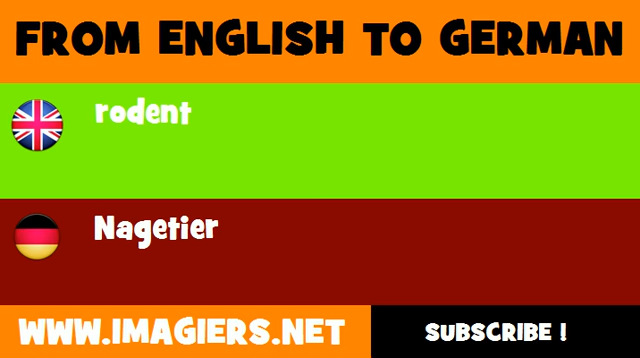 FROM ENGLISH TO GERMAN
rodent
Nagetier
WWW.IMAGIERS.NET
SUBSCRIBE !